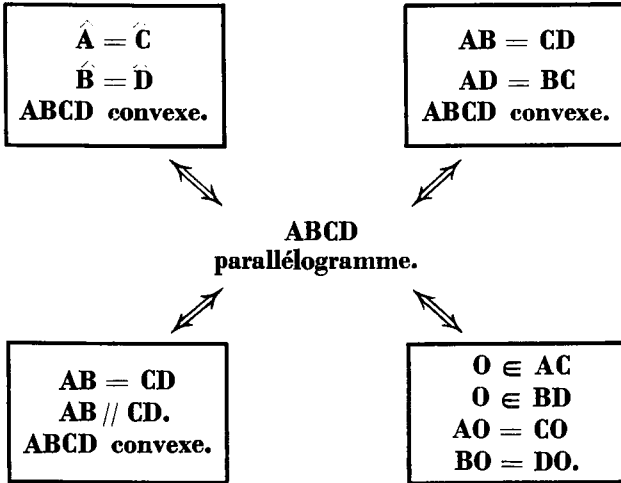 Â = Ĉ
B̂ = D̂
ABCD convexe.
AB = CD
AD = BC
ABCD convexe.
ABCD
parallélogramme.
AB = CD
AB // CD.
ABCD convexe.
O ∈ AC
O ∈ BD
AO = CO
BO = DO.